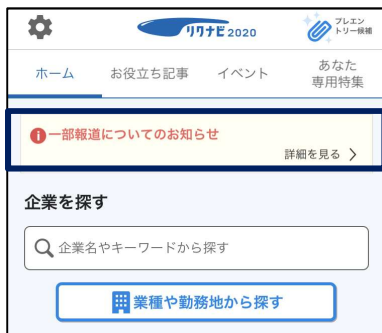 リクナビ2020
プレエン
トリー候補
ホーム
お役立ち記事
イベント
あなた
専用特集
一部報道についてのお知らせ
詳細を見る
企業を探す
企業名やキーワードから探す
業種や勤務地から探す